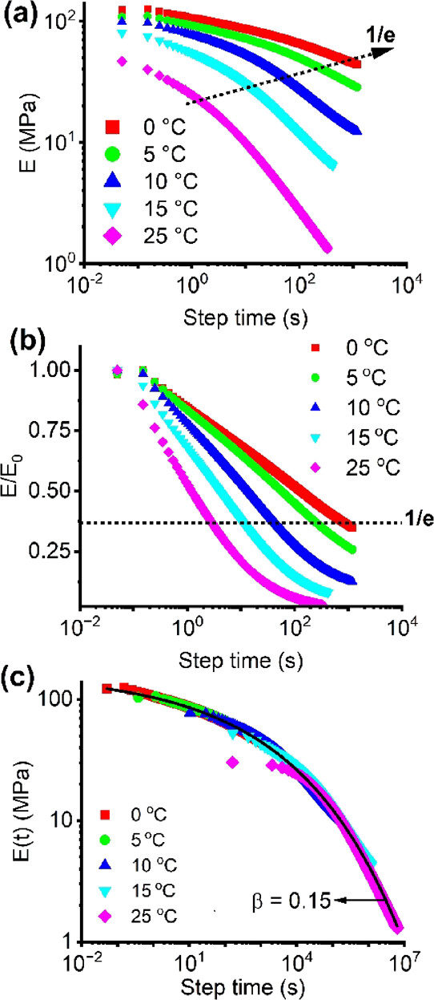 (a)
10²
1/e
E (MPa)
10¹
0 °C
5 °C
10 °C
15 °C
25 °C
10⁰
10⁻² 10⁰ 10² 10⁴
Step time (s)
(b)
0 °C
1.00
5 °C
10 °C
0.75
15 °C
E/E₀
25 °C
0.50
1/e
0.25
10⁻² 10⁰ 10² 10⁴
Step time (s)
(c)
100
E(t) (MPa)
0 °C
10
5 °C
10 °C
15 °C
β = 0.15
25 °C
1
10⁻² 10¹ 10⁴ 10⁷
Step time (s)